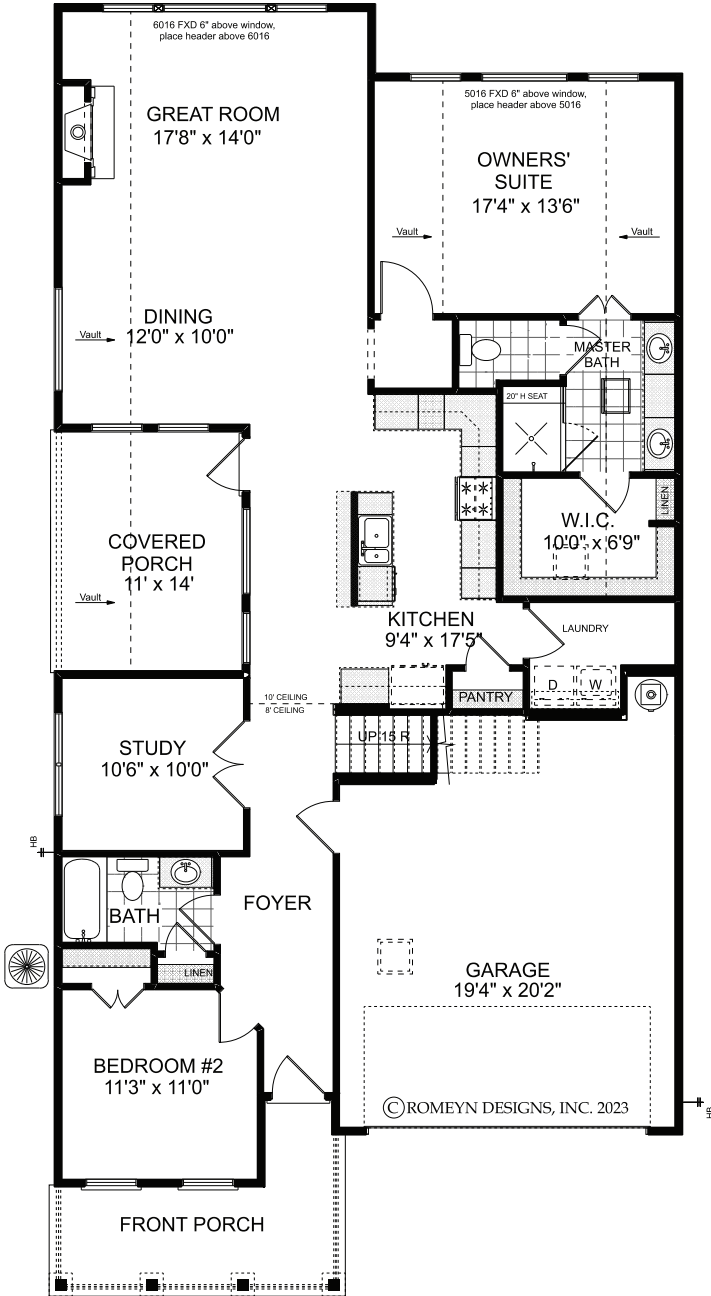 6016 FXD 6" above window,
place header above 6016
GREAT ROOM
17'8" x 14'0"
5016 FXD 6" above window,
place header above 5016
OWNERS'
SUITE
17'4" x 13'6"
Vault
Vault
DINING
12'0" x 10'0"
Vault
MASTER
BATH
20" H SEAT
LINEN
W.I.C.
10'0" x 6'9"
COVERED
PORCH
11' x 14'
Vault
KITCHEN
9'4" x 17'5"
LAUNDRY
D
W
PANTRY
10' CEILING
8' CEILING
UP 15 R
STUDY
10'6" x 10'0"
HB
BATH
FOYER
LINEN
GARAGE
19'4" x 20'2"
BEDROOM #2
11'3" x 11'0"
© ROMEYN DESIGNS, INC. 2023
HB
FRONT PORCH